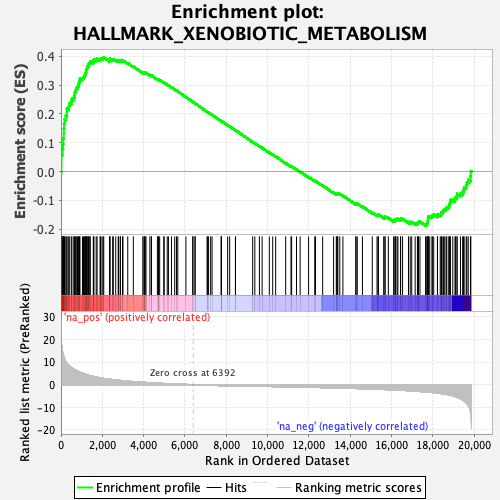 Enrichment plot:
HALLMARK_XENOBIOTIC_METABOLISM
Enrichment score (ES)
0.4
0.3
0.2
0.1
0.0
-0.1
-0.2
'na_pos' (positively correlated)
Ranked list metric (PreRanked)
30
20
10
0
-10
-20
Zero cross at 6392
'na_neg' (negatively correlated)
0
2,000
4,000
6,000
8,000
10,000
12,000
14,000
16,000
18,000
20,000
Rank in Ordered Dataset
Enrichment profile
Hits
Ranking metric scores